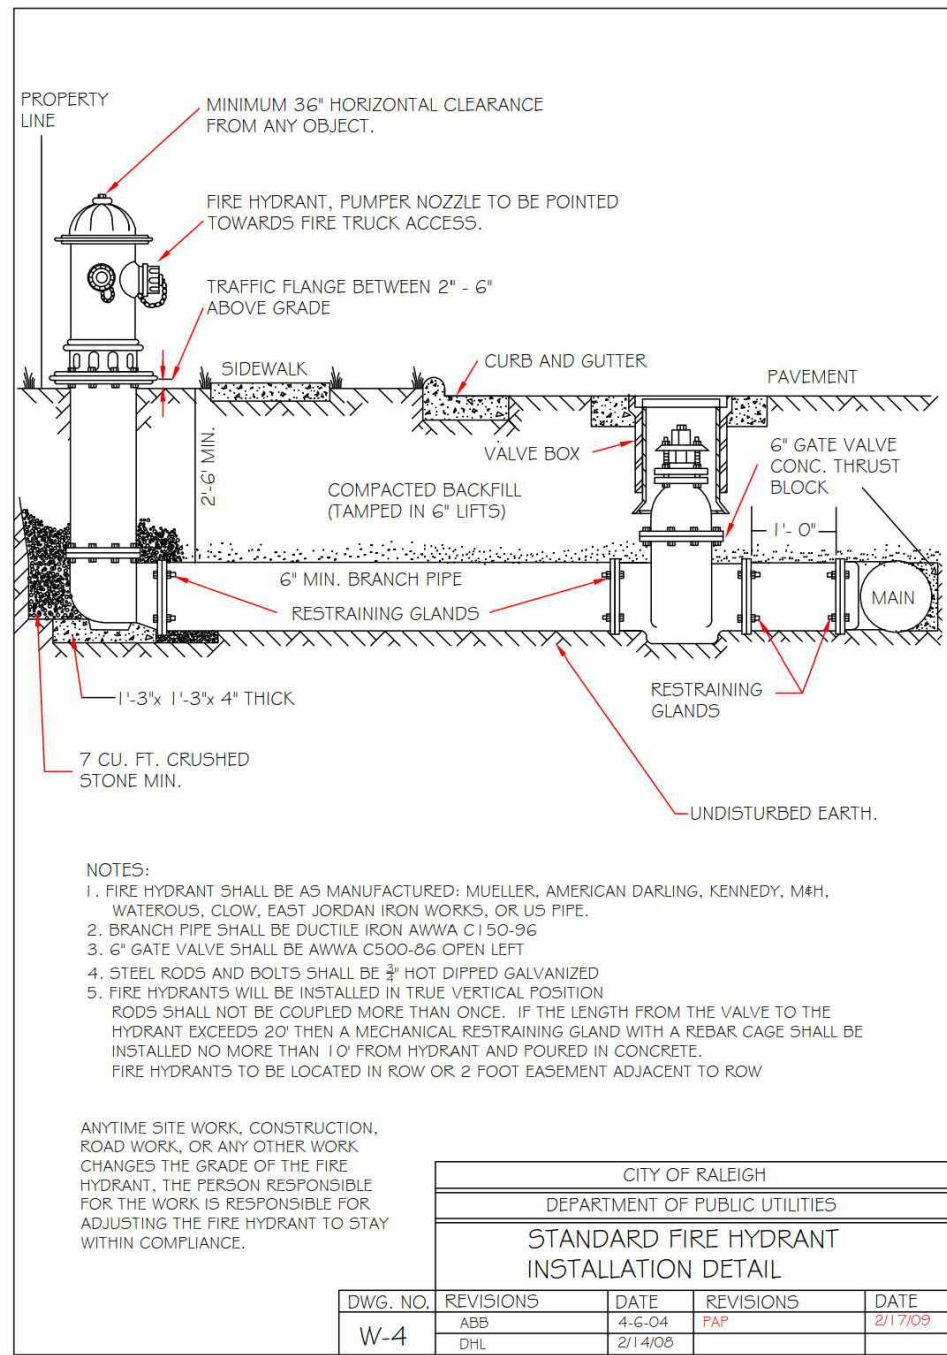 PROPERTY
LINE
MINIMUM 36" HORIZONTAL CLEARANCE
FROM ANY OBJECT.
FIRE HYDRANT, PUMPER NOZZLE TO BE POINTED
TOWARDS FIRE TRUCK ACCESS.
TRAFFIC FLANGE BETWEEN 2" - 6"
ABOVE GRADE
SIDEWALK
CURB AND GUTTER
PAVEMENT
2'-6' MIN.
VALVE BOX
6" GATE VALVE
CONC. THRUST
BLOCK
COMPACTED BACKFILL
(TAMPED IN 6" LIFTS)
1'- 0"
6" MIN. BRANCH PIPE
RESTRAINING GLANDS
MAIN
1'-3"x 1'-3"x 4" THICK
RESTRAINING
GLANDS
7 CU. FT. CRUSHED
STONE MIN.
UNDISTURBED EARTH.
NOTES:
1. FIRE HYDRANT SHALL BE AS MANUFACTURED: MUELLER, AMERICAN DARLING, KENNEDY, M&H,
WATEROUS, CLOW, EAST JORDAN IRON WORKS, OR US PIPE.
2. BRANCH PIPE SHALL BE DUCTILE IRON AWWA C150-96
3. 6" GATE VALVE SHALL BE AWWA C500-86 OPEN LEFT
4. STEEL RODS AND BOLTS SHALL BE 3/4" HOT DIPPED GALVANIZED
5. FIRE HYDRANTS WILL BE INSTALLED IN TRUE VERTICAL POSITION
RODS SHALL NOT BE COUPLED MORE THAN ONCE. IF THE LENGTH FROM THE VALVE TO THE
HYDRANT EXCEEDS 20' THEN A MECHANICAL RESTRAINING GLAND WITH A REBAR CAGE SHALL BE
INSTALLED NO MORE THAN 10' FROM HYDRANT AND POURED IN CONCRETE.
FIRE HYDRANTS TO BE LOCATED IN ROW OR 2 FOOT EASEMENT ADJACENT TO ROW
ANYTIME SITE WORK, CONSTRUCTION,
ROAD WORK, OR ANY OTHER WORK
CHANGES THE GRADE OF THE FIRE
HYDRANT, THE PERSON RESPONSIBLE
FOR THE WORK IS RESPONSIBLE FOR
ADJUSTING THE FIRE HYDRANT TO STAY
WITHIN COMPLIANCE.
CITY OF RALEIGH
DEPARTMENT OF PUBLIC UTILITIES
STANDARD FIRE HYDRANT
INSTALLATION DETAIL
DWG. NO. REVISIONS DATE REVISIONS DATE
W-4 ABB 4-6-04 PAP 2/17/09
DHL 2/14/08